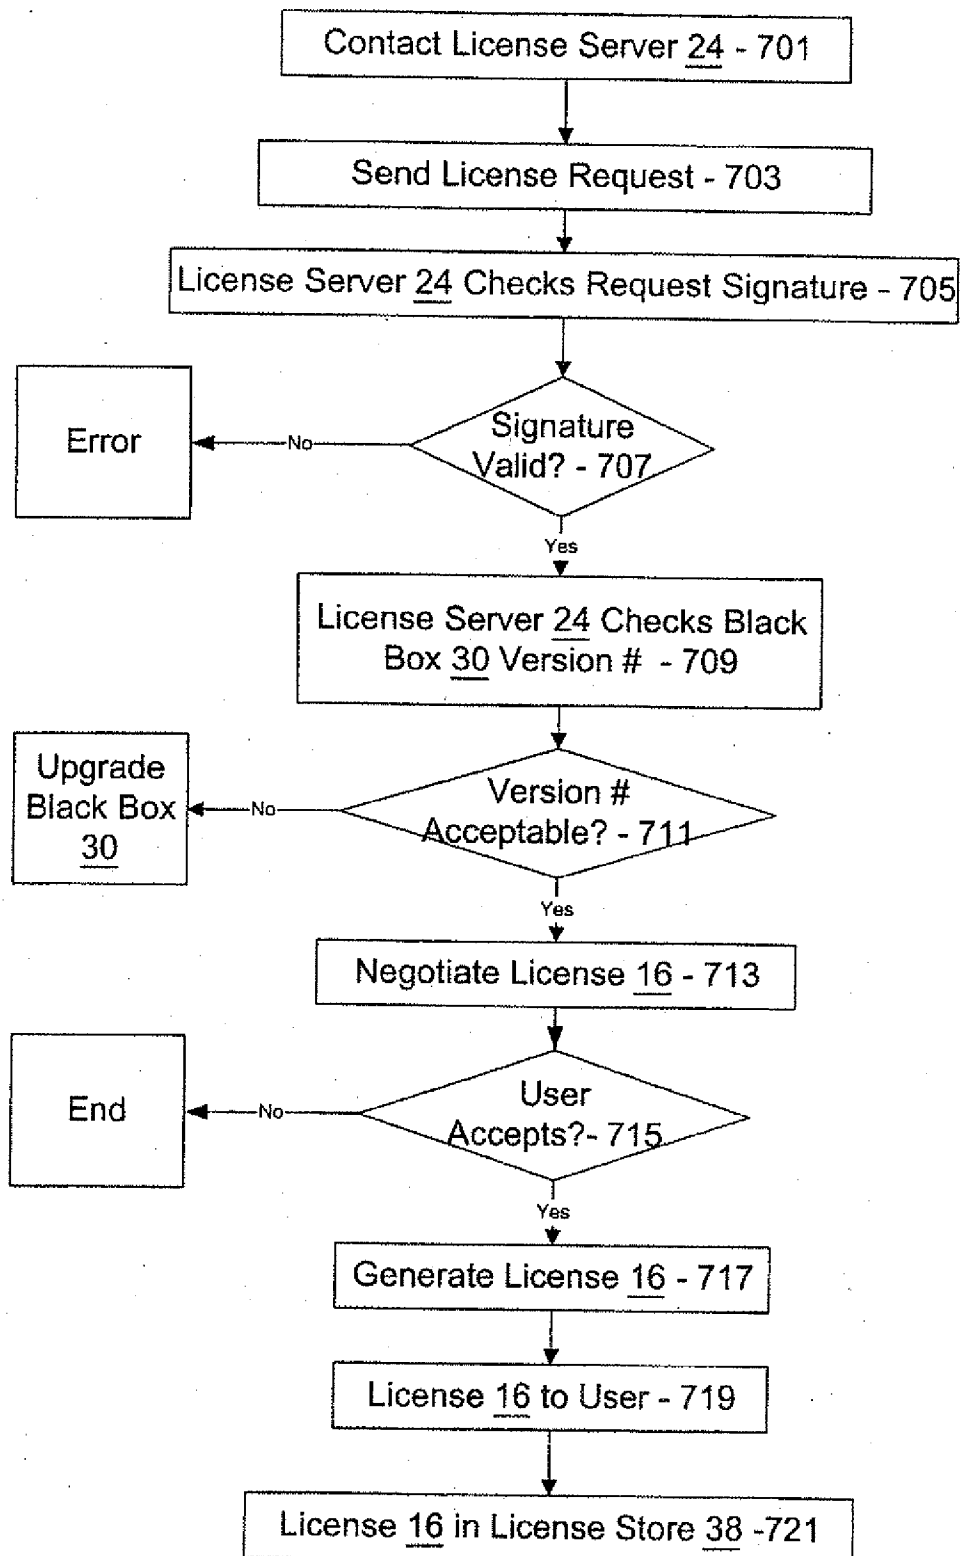 Contact License Server 24 - 701
Send License Request - 703
License Server 24 Checks Request Signature - 705
Error
No
Signature
Valid? - 707
Yes
License Server 24 Checks Black
Box 30 Version # - 709
Upgrade
Black Box
30
No
Version #
Acceptable? - 711
Yes
Negotiate License 16 - 713
End
No
User
Accepts?- 715
Yes
Generate License 16 - 717
License 16 to User - 719
License 16 in License Store 38 -721